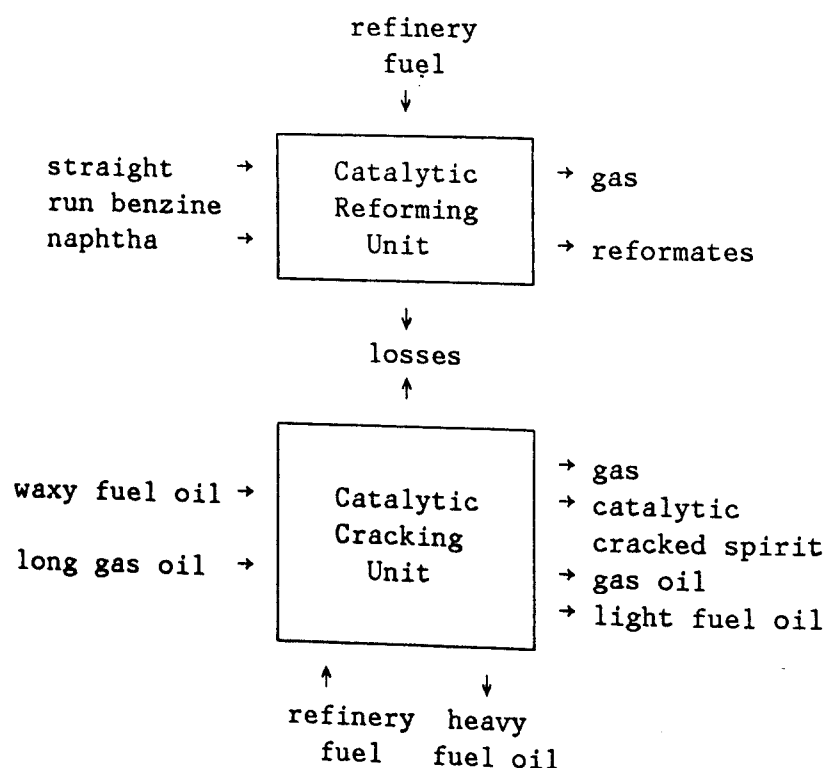 refinery
fuel
↓
straight → Catalytic → gas
run benzine Reforming
naphtha → Unit → reformates
↓
losses
↑
→ gas
waxy fuel oil → Catalytic → catalytic
Cracking cracked spirit
long gas oil → Unit → gas oil
→ light fuel oil
↑ ↓
refinery heavy
fuel fuel oil